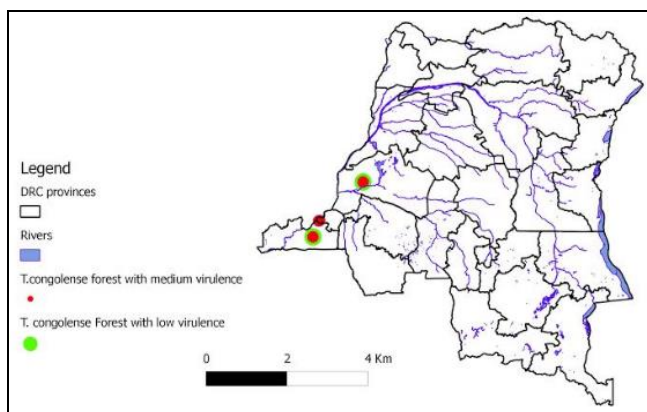 Legend
DRC provinces
Rivers
T.congolense forest with medium virulence
T. congolense Forest with low virulence
0 2 4 Km